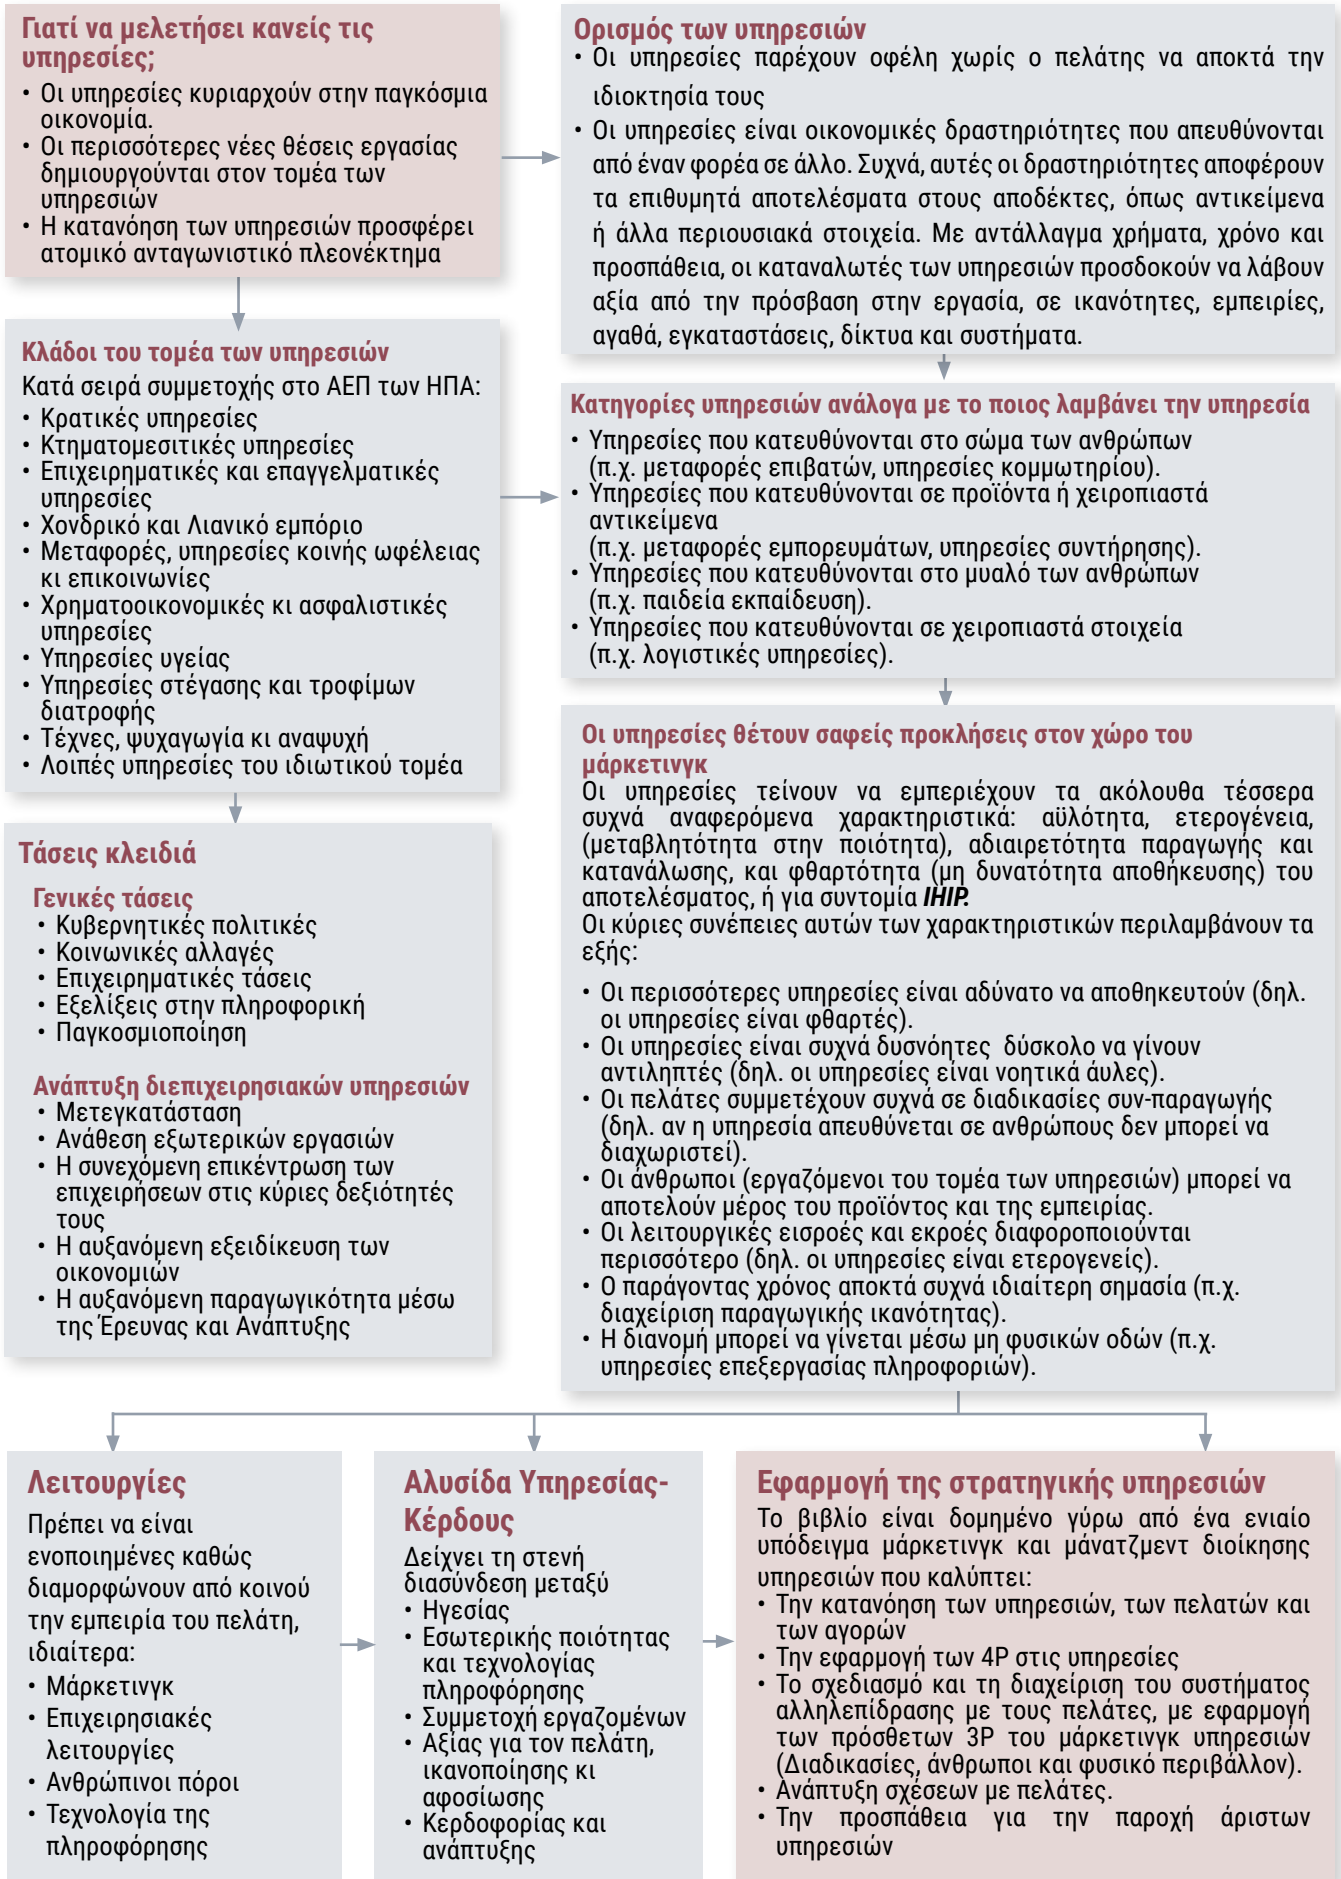 Γιατί να μελετήσει κανείς τις
υπηρεσίες;
• Οι υπηρεσίες κυριαρχούν στην παγκόσμια
οικονομία.
• Οι περισσότερες νέες θέσεις εργασίας
δημιουργούνται στον τομέα των
υπηρεσιών
• Η κατανόηση των υπηρεσιών προσφέρει
ατομικό ανταγωνιστικό πλεονέκτημα
Ορισμός των υπηρεσιών
• Οι υπηρεσίες παρέχουν οφέλη χωρίς ο πελάτης να αποκτά την
ιδιοκτησία τους
• Οι υπηρεσίες είναι οικονομικές δραστηριότητες που απευθύνονται
από έναν φορέα σε άλλο. Συχνά, αυτές οι δραστηριότητες αποφέρουν
τα επιθυμητά αποτελέσματα στους αποδέκτες, όπως αντικείμενα
ή άλλα περιουσιακά στοιχεία. Με αντάλλαγμα χρήματα, χρόνο και
προσπάθεια, οι καταναλωτές των υπηρεσιών προσδοκούν να λάβουν
αξία από την πρόσβαση στην εργασία, σε ικανότητες, εμπειρίες,
αγαθά, εγκαταστάσεις, δίκτυα και συστήματα.
Κλάδοι του τομέα των υπηρεσιών
Κατά σειρά συμμετοχής στο ΑΕΠ των ΗΠΑ:
• Κρατικές υπηρεσίες
• Κτηματομεσιτικές υπηρεσίες
• Επιχειρηματικές και επαγγελματικές
υπηρεσίες
• Χονδρικό και Λιανικό εμπόριο
• Μεταφορές, υπηρεσίες κοινής ωφέλειας
κι επικοινωνίες
• Χρηματοοικονομικές κι ασφαλιστικές
υπηρεσίες
• Υπηρεσίες υγείας
• Υπηρεσίες στέγασης και τροφίμων
διατροφής
• Τέχνες, ψυχαγωγία κι αναψυχή
• Λοιπές υπηρεσίες του ιδιωτικού τομέα
Κατηγορίες υπηρεσιών ανάλογα με το ποιος λαμβάνει την υπηρεσία
• Υπηρεσίες που κατευθύνονται στο σώμα των ανθρώπων
(π.χ. μεταφορές επιβατών, υπηρεσίες κομμωτηρίου).
• Υπηρεσίες που κατευθύνονται σε προϊόντα ή χειροπιαστά
αντικείμενα
(π.χ. μεταφορές εμπορευμάτων, υπηρεσίες συντήρησης).
• Υπηρεσίες που κατευθύνονται στο μυαλό των ανθρώπων
(π.χ. παιδεία εκπαίδευση).
• Υπηρεσίες που κατευθύνονται σε χειροπιαστά στοιχεία
(π.χ. λογιστικές υπηρεσίες).
Τάσεις κλειδιά
Γενικές τάσεις
• Κυβερνητικές πολιτικές
• Κοινωνικές αλλαγές
• Επιχειρηματικές τάσεις
• Εξελίξεις στην πληροφορική
• Παγκοσμιοποίηση
Ανάπτυξη διεπιχειρησιακών υπηρεσιών
• Μετεγκατάσταση
• Ανάθεση εξωτερικών εργασιών
• Η συνεχόμενη επικέντρωση των
επιχειρήσεων στις κύριες δεξιότητές
τους
• Η αυξανόμενη εξειδίκευση των
οικονομιών
• Η αυξανόμενη παραγωγικότητα μέσω
της Έρευνας και Ανάπτυξης
Οι υπηρεσίες θέτουν σαφείς προκλήσεις στον χώρο του
μάρκετινγκ
Οι υπηρεσίες τείνουν να εμπεριέχουν τα ακόλουθα τέσσερα
συχνά αναφερόμενα χαρακτηριστικά: αϋλότητα, ετερογένεια,
(μεταβλητότητα στην ποιότητα), αδιαιρετότητα παραγωγής και
κατανάλωσης, και φθαρτότητα (μη δυνατότητα αποθήκευσης) του
αποτελέσματος, ή για συντομία IHIP.
Οι κύριες συνέπειες αυτών των χαρακτηριστικών περιλαμβάνουν τα
εξής:
• Οι περισσότερες υπηρεσίες είναι αδύνατο να αποθηκευτούν (δηλ.
οι υπηρεσίες είναι φθαρτές).
• Οι υπηρεσίες είναι συχνά δυσνόητες δύσκολο να γίνουν
αντιληπτές (δηλ. οι υπηρεσίες είναι νοητικά άυλες).
• Οι πελάτες συμμετέχουν συχνά σε διαδικασίες συν-παραγωγής
(δηλ. αν η υπηρεσία απευθύνεται σε ανθρώπους δεν μπορεί να
διαχωριστεί).
• Οι άνθρωποι (εργαζόμενοι του τομέα των υπηρεσιών) μπορεί να
αποτελούν μέρος του προϊόντος και της εμπειρίας.
• Οι λειτουργικές εισροές και εκροές διαφοροποιούνται
περισσότερο (δηλ. οι υπηρεσίες είναι ετερογενείς).
• Ο παράγοντας χρόνος αποκτά συχνά ιδιαίτερη σημασία (π.χ.
διαχείριση παραγωγικής ικανότητας).
• Η διανομή μπορεί να γίνεται μέσω μη φυσικών οδών (π.χ.
υπηρεσίες επεξεργασίας πληροφοριών).
Λειτουργίες
Πρέπει να είναι
ενοποιημένες καθώς
διαμορφώνουν από κοινού
την εμπειρία του πελάτη,
ιδιαίτερα:
• Μάρκετινγκ
• Επιχειρησιακές
λειτουργίες
• Ανθρώπινοι πόροι
• Τεχνολογία της
πληροφόρησης
Αλυσίδα Υπηρεσίας-
Κέρδους
Δείχνει τη στενή
διασύνδεση μεταξύ
• Ηγεσίας
• Εσωτερικής ποιότητας
και τεχνολογίας
πληροφόρησης
• Συμμετοχή εργαζομένων
• Αξίας για τον πελάτη,
ικανοποίησης κι
αφοσίωσης
• Κερδοφορίας και
ανάπτυξης
Εφαρμογή της στρατηγικής υπηρεσιών
Το βιβλίο είναι δομημένο γύρω από ένα ενιαίο
υπόδειγμα μάρκετινγκ και μάνατζμεντ διοίκησης
υπηρεσιών που καλύπτει:
• Την κατανόηση των υπηρεσιών, των πελατών και
των αγορών
• Την εφαρμογή των 4P στις υπηρεσίες
• Το σχεδιασμό και τη διαχείριση του συστήματος
αλληλεπίδρασης με τους πελάτες, με εφαρμογή
των πρόσθετων 3P του μάρκετινγκ υπηρεσιών
(Διαδικασίες, άνθρωποι και φυσικό περιβάλλον).
• Ανάπτυξη σχέσεων με πελάτες.
• Την προσπάθεια για την παροχή άριστων
υπηρεσιών